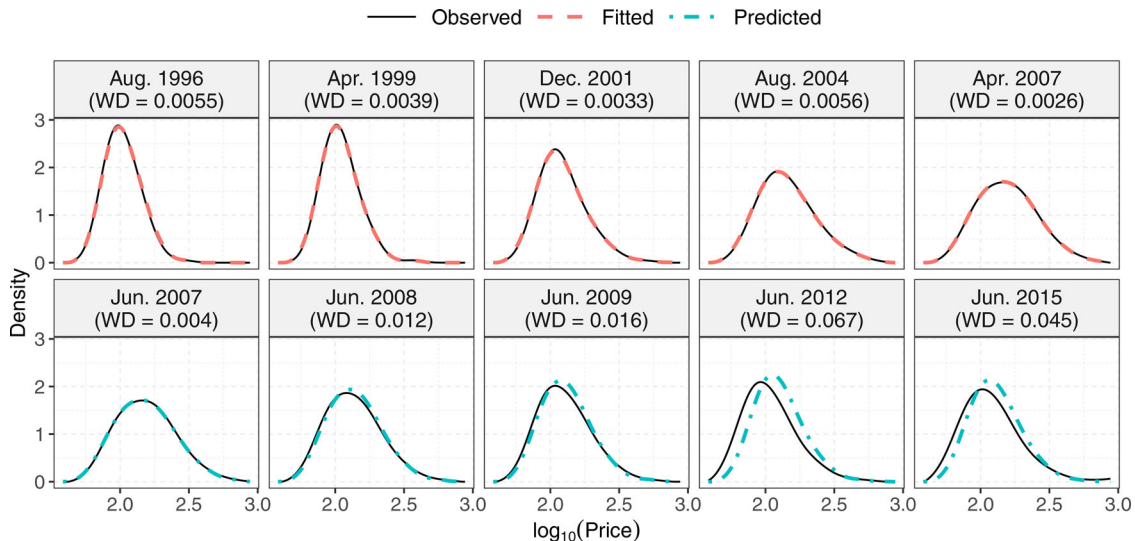 Observed Fitted Predicted
Aug. 1996 Apr. 1999 Dec. 2001 Aug. 2004 Apr. 2007
(WD = 0.0055) (WD = 0.0039) (WD = 0.0033) (WD = 0.0056) (WD = 0.0026)
3
2
1
0
Density
Jun. 2007 Jun. 2008 Jun. 2009 Jun. 2012 Jun. 2015
(WD = 0.004) (WD = 0.012) (WD = 0.016) (WD = 0.067) (WD = 0.045)
3
2
1
0
2.0 2.5 3.0 2.0 2.5 3.0 2.0 2.5 3.0 2.0 2.5 3.0 2.0 2.5 3.0
log₁₀(Price)